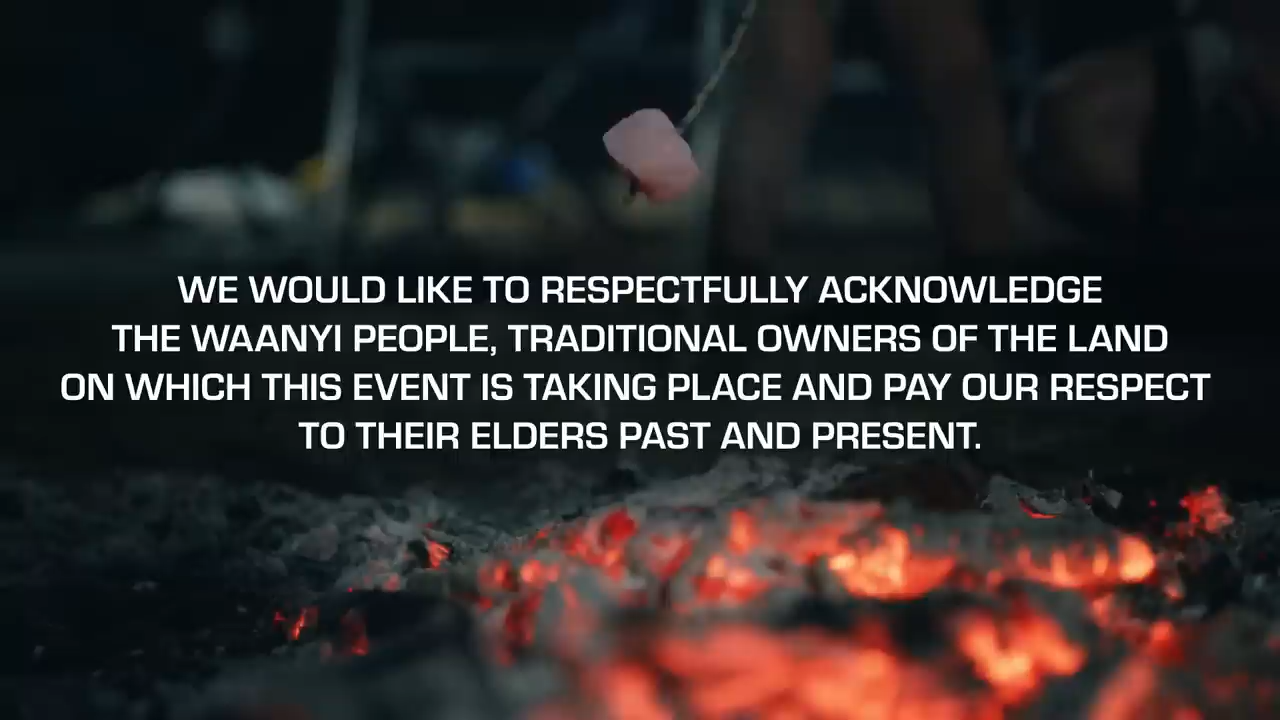 WE WOULD LIKE TO RESPECTFULLY ACKNOWLEDGE
THE WAANYI PEOPLE, TRADITIONAL OWNERS OF THE LAND
ON WHICH THIS EVENT IS TAKING PLACE AND PAY OUR RESPECT
TO THEIR ELDERS PAST AND PRESENT.